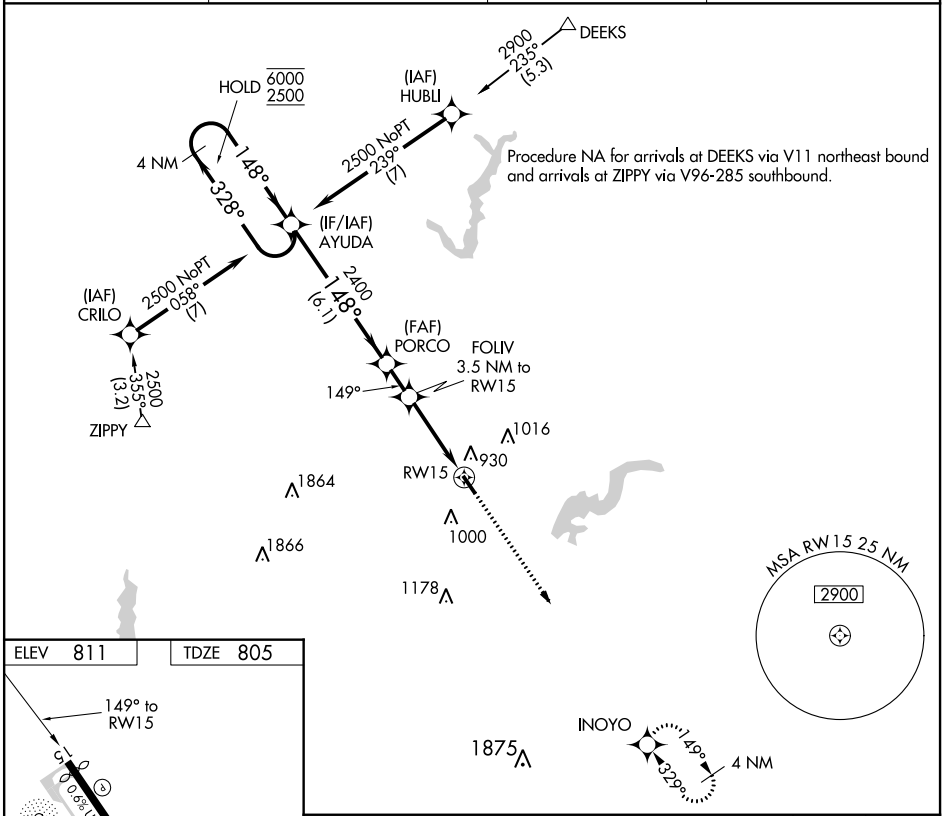 2900
235°
(5.3)
DEEKS
HOLD 6000
2500
(IAF)
HUBLI
4 NM
148°
328°
2500 NoPT
239°
(7)
Procedure NA for arrivals at DEEKS via V11 northeast bound
and arrivals at ZIPPY via V96-285 southbound.
(IF/IAF)
AYUDA
(IAF)
CRILO
2500 NoPT
058°
(7)
2400
148°
(6.1)
(FAF)
PORCO
FOLIV
3.5 NM to
RW15
149°
2500
355°
(3.2)
ZIPPY
1016
930
RW15
1864
1000
1866
1178
MSA RW15 25 NM
2900
ELEV 811
TDZE 805
149° to
RW15
15
P
0.6%
INOYO
1875
149°
329°
4 NM